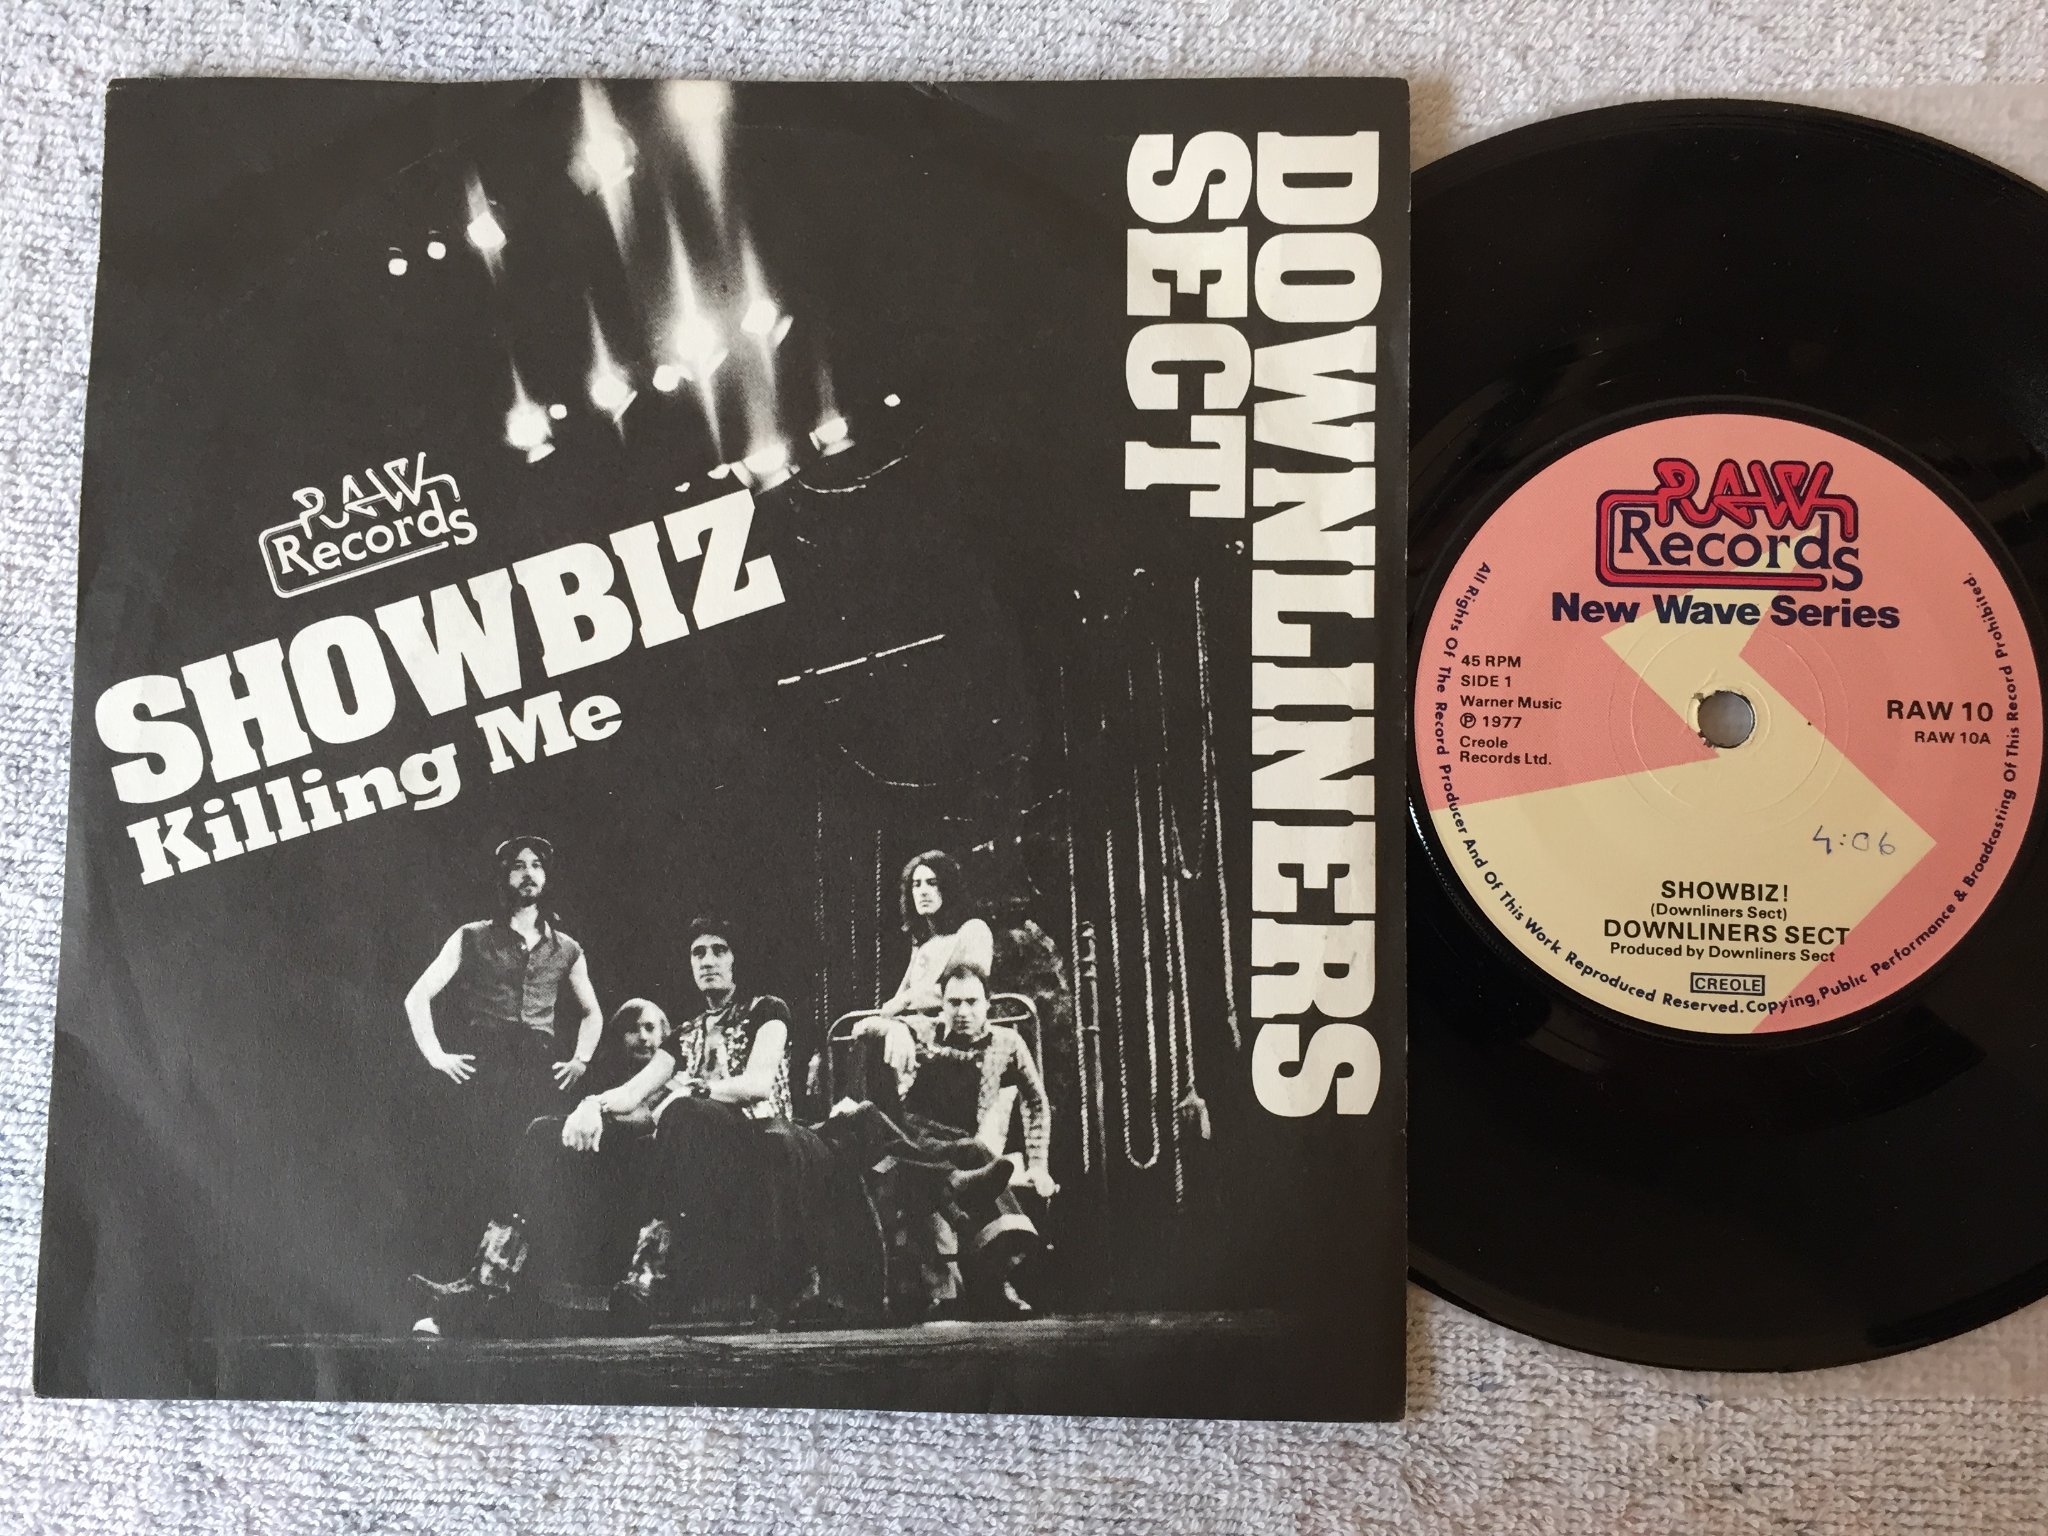 RAW
Records
SHOWBIZ
Killing Me
DOWNLINERS
SECT
RAW
Records
New Wave Series
45 RPM
SIDE 1
Warner Music
℗ 1977
Creole
Records Ltd.
RAW 10
RAW 10A
4:06
SHOWBIZ!
(Downliners Sect)
DOWNLINERS SECT
Produced by Downliners Sect
CREOLE
All Rights Of The Record Producer And Of This Work Reproduced Reserved. Copying, Public Performance & Broadcasting Of This Record Prohibited.